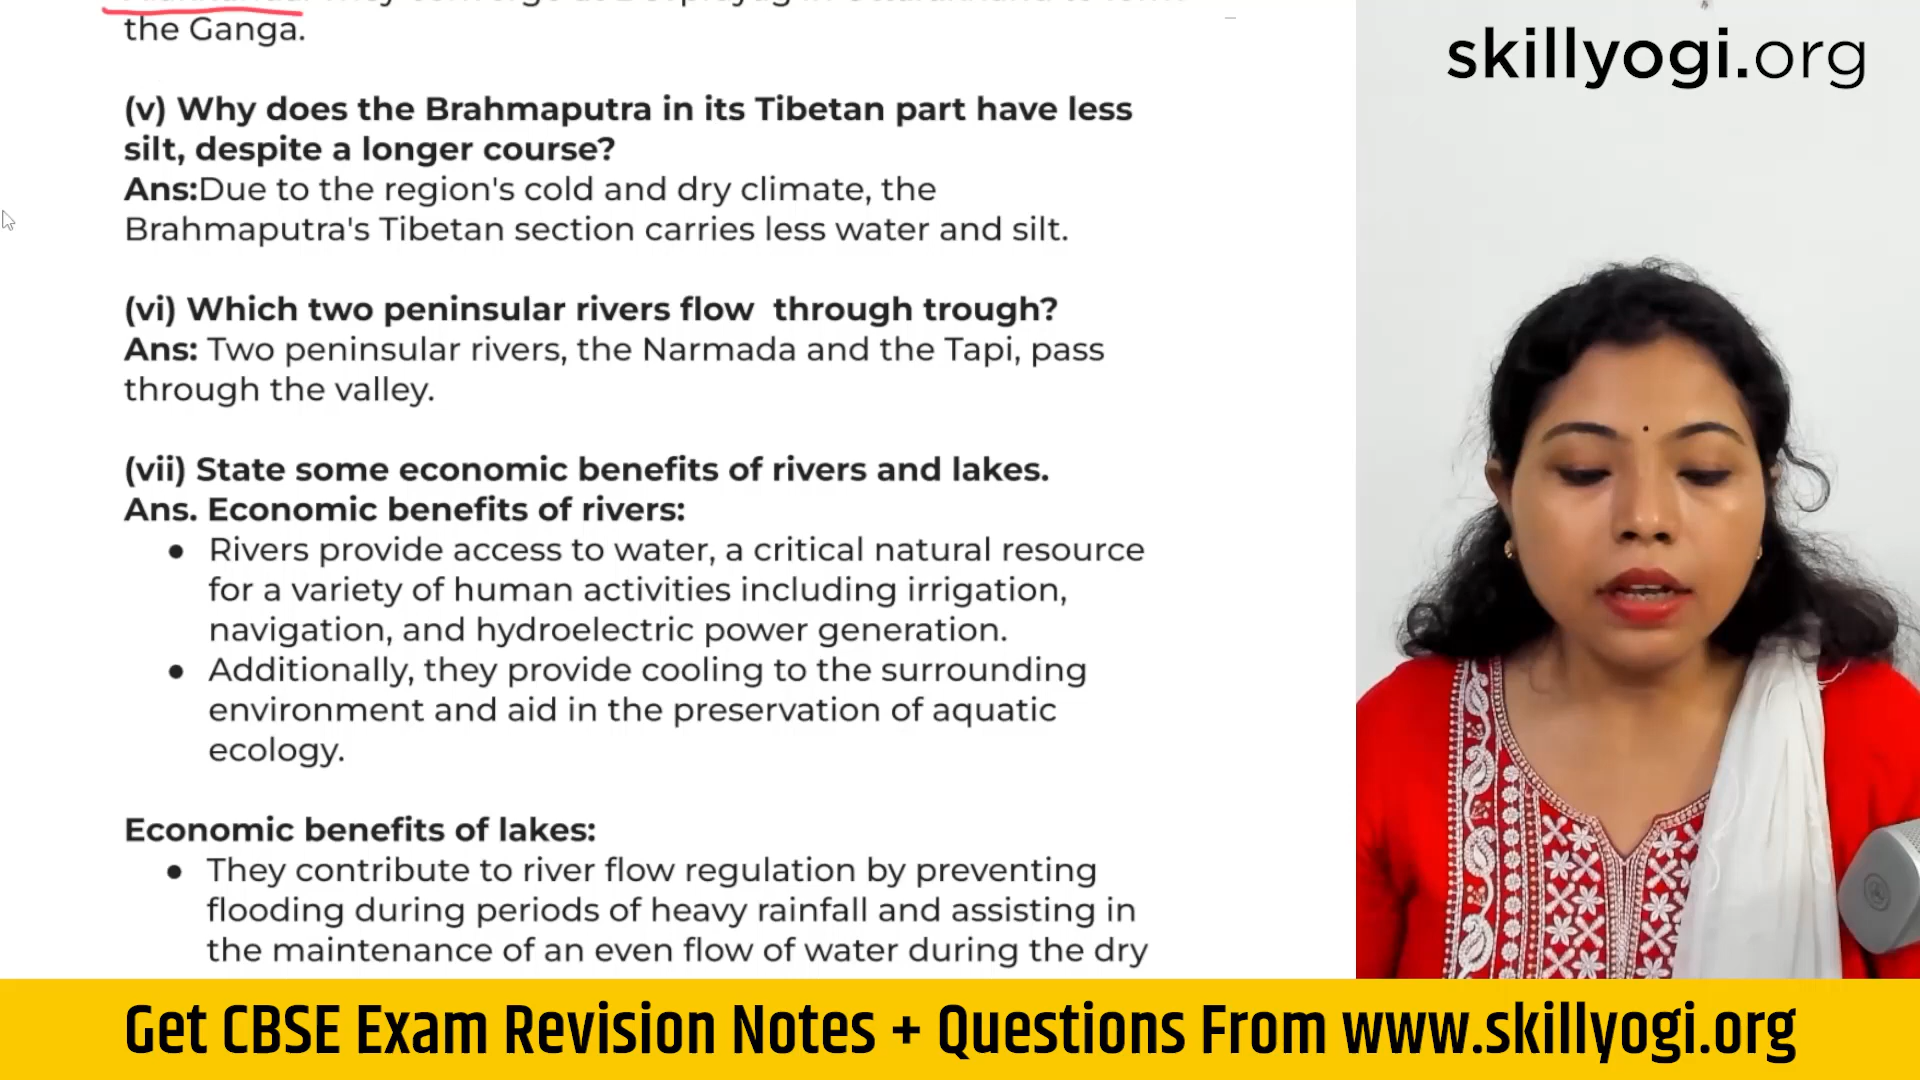 the Ganga.
(v) Why does the Brahmaputra in its Tibetan part have less
silt, despite a longer course?
Ans:Due to the region's cold and dry climate, the
Brahmaputra's Tibetan section carries less water and silt.
(vi) Which two peninsular rivers flow  through trough?
Ans: Two peninsular rivers, the Narmada and the Tapi, pass
through the valley.
(vii) State some economic benefits of rivers and lakes.
Ans. Economic benefits of rivers:
● Rivers provide access to water, a critical natural resource
for a variety of human activities including irrigation,
navigation, and hydroelectric power generation.
● Additionally, they provide cooling to the surrounding
environment and aid in the preservation of aquatic
ecology.
Economic benefits of lakes:
● They contribute to river flow regulation by preventing
flooding during periods of heavy rainfall and assisting in
the maintenance of an even flow of water during the dry
skillyogi.org
Get CBSE Exam Revision Notes + Questions From www.skillyogi.org